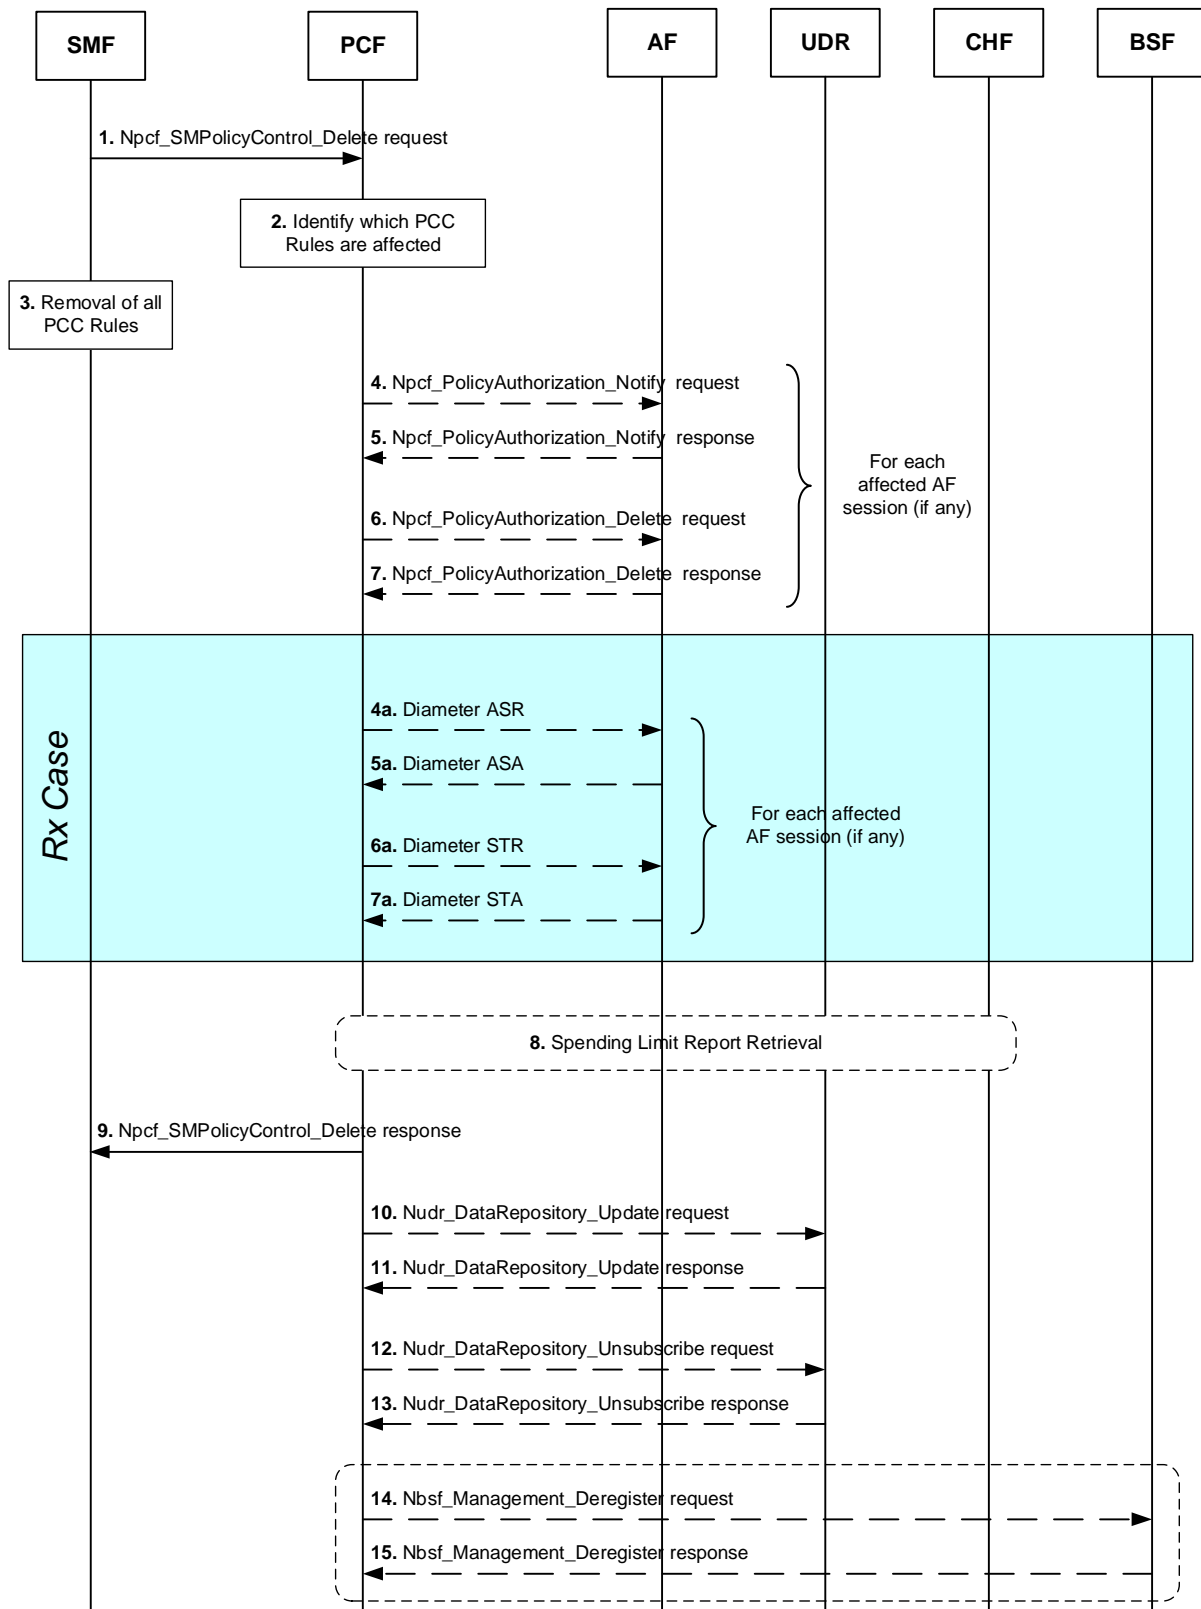 SMF
PCF
AF
UDR
CHF
BSF
1. Npcf_SMPolicyControl_Delete request
2. Identify which PCC
Rules are affected
3. Removal of all
PCC Rules
4. Npcf_PolicyAuthorization_Notify request
5. Npcf_PolicyAuthorization_Notify response
For each
affected AF
session (if any)
6. Npcf_PolicyAuthorization_Delete request
7. Npcf_PolicyAuthorization_Delete response
Rx Case
4a. Diameter ASR
5a. Diameter ASA
For each affected
AF session (if any)
6a. Diameter STR
7a. Diameter STA
8. Spending Limit Report Retrieval
9. Npcf_SMPolicyControl_Delete response
10. Nudr_DataRepository_Update request
11. Nudr_DataRepository_Update response
12. Nudr_DataRepository_Unsubscribe request
13. Nudr_DataRepository_Unsubscribe response
14. Nbsf_Management_Deregister request
15. Nbsf_Management_Deregister response